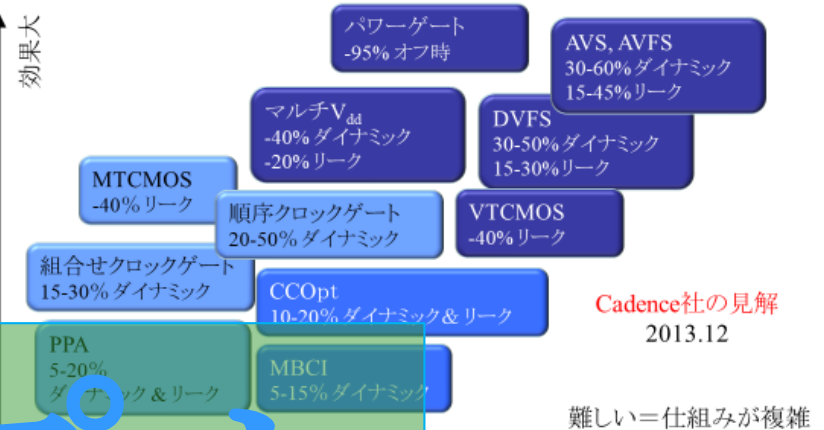 効果大
パワーゲート
-95% オフ時
AVS, AVFS
30-60%ダイナミック
15-45%リーク
マルチVdd
-40% ダイナミック
-20%リーク
DVFS
30-50%ダイナミック
15-30%リーク
MTCMOS
-40%リーク
順序クロックゲート
20-50%ダイナミック
VTCMOS
-40%リーク
組合せクロックゲート
15-30%ダイナミック
CCOpt
10-20%ダイナミック&リーク
Cadence社の見解
2013.12
PPA
5-20%
ダイナミック&リーク
MBCI
5-15%ダイナミック
難しい＝仕組みが複雑